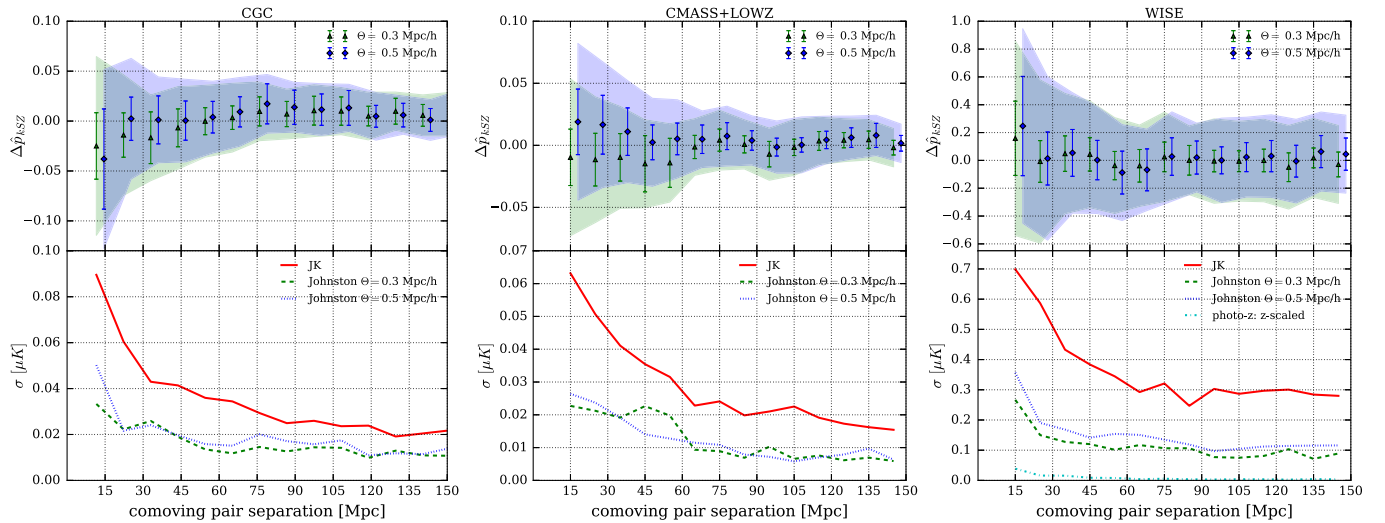 CGC
0.10
0.05
0.00
−0.05
−0.10
Δp̂kSZ
Θ = 0.3 Mpc/h
Θ = 0.5 Mpc/h
0.10
0.08
0.06
0.04
0.02
0.00
σ [μK]
JK
Johnston Θ = 0.3 Mpc/h
Johnston Θ = 0.5 Mpc/h
15 30 45 60 75 90 105 120 135 150
comoving pair separation [Mpc]
CMASS+LOWZ
0.10
0.05
0.00
−0.05
Δp̂kSZ
Θ = 0.3 Mpc/h
Θ = 0.5 Mpc/h
0.07
0.06
0.05
0.04
0.03
0.02
0.01
0.00
σ [μK]
JK
Johnston Θ = 0.3 Mpc/h
Johnston Θ = 0.5 Mpc/h
15 30 45 60 75 90 105 120 135 150
comoving pair separation [Mpc]
WISE
1.0
0.8
0.6
0.4
0.2
0.0
−0.2
−0.4
−0.6
Δp̂kSZ
Θ = 0.3 Mpc/h
Θ = 0.5 Mpc/h
0.7
0.6
0.5
0.4
0.3
0.2
0.1
0.0
σ [μK]
JK
Johnston Θ = 0.3 Mpc/h
Johnston Θ = 0.5 Mpc/h
photo-z: z-scaled
15 30 45 60 75 90 105 120 135 150
comoving pair separation [Mpc]